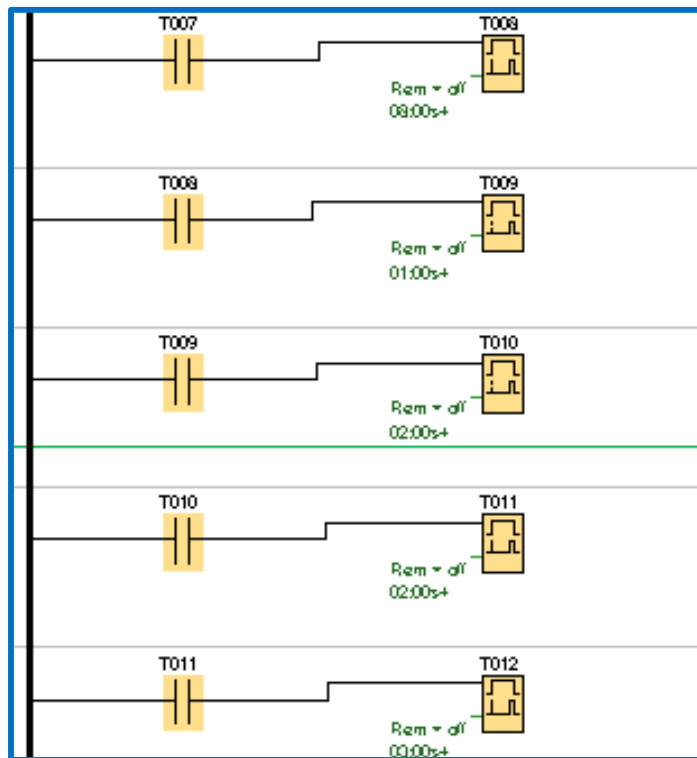 T007 T008
Rem = off
08:00s+
T008 T009
Rem = off
01:00s+
T009 T010
Rem = off
02:00s+
T010 T011
Rem = off
02:00s+
T011 T012
Rem = off